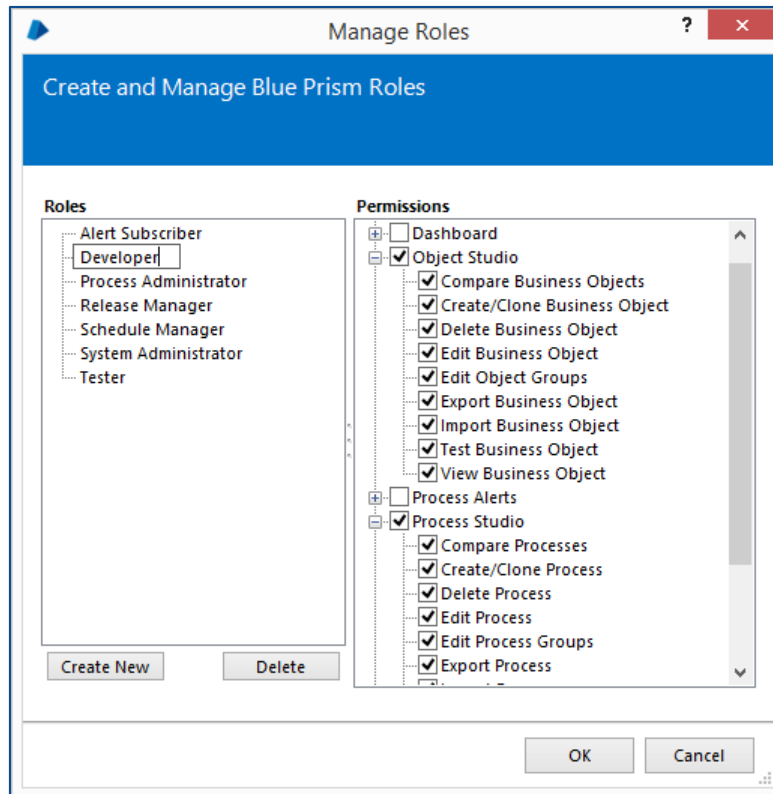 Manage Roles
?
Create and Manage Blue Prism Roles
Roles
Alert Subscriber
Developer
Process Administrator
Release Manager
Schedule Manager
System Administrator
Tester
Create New
Delete
Permissions
Dashboard
Object Studio
Compare Business Objects
Create/Clone Business Object
Delete Business Object
Edit Business Object
Edit Object Groups
Export Business Object
Import Business Object
Test Business Object
View Business Object
Process Alerts
Process Studio
Compare Processes
Create/Clone Process
Delete Process
Edit Process
Edit Process Groups
Export Process
OK
Cancel